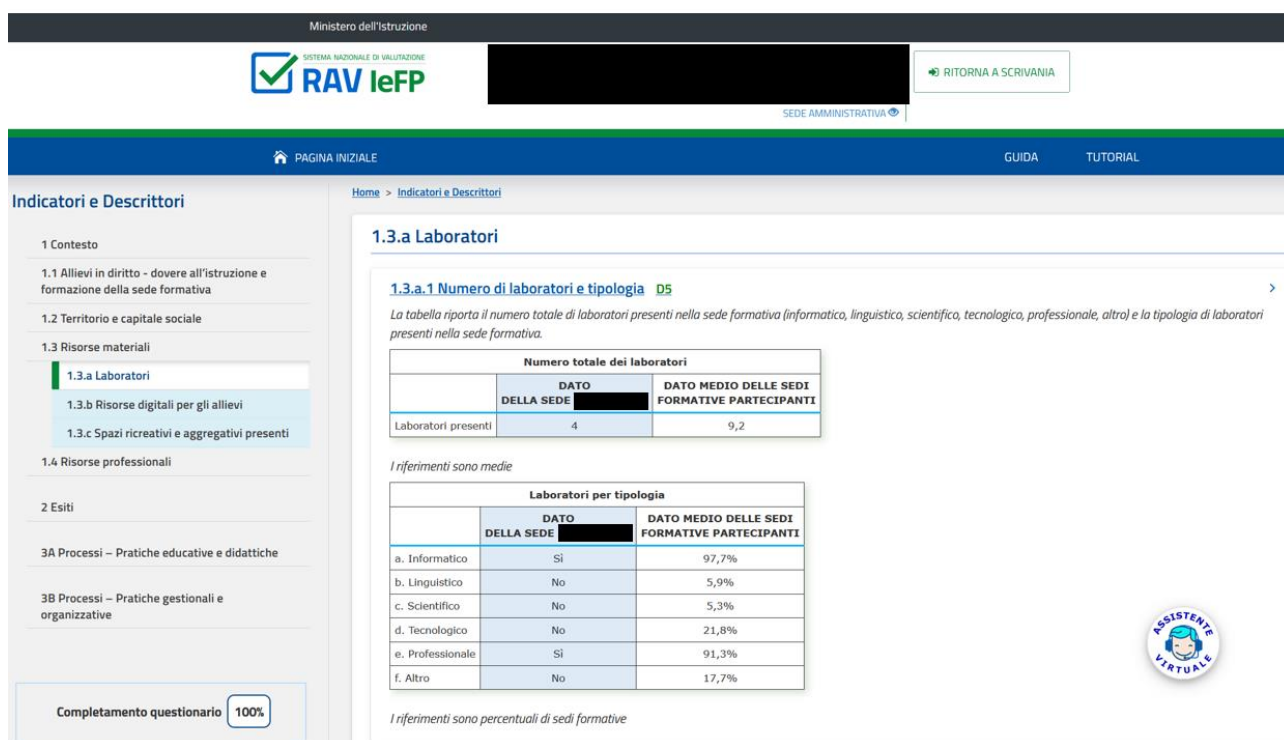 Ministero dell'Istruzione
SISTEMA NAZIONALE DI VALUTAZIONE
RAV IeFP
RITORNA A SCRIVANIA
SEDE AMMINISTRATIVA
PAGINA INIZIALE
GUIDA
TUTORIAL
Indicatori e Descrittori
1 Contesto
1.1 Allievi in diritto - dovere all'istruzione e
formazione della sede formativa
1.2 Territorio e capitale sociale
1.3 Risorse materiali
1.3.a Laboratori
1.3.b Risorse digitali per gli allievi
1.3.c Spazi ricreativi e aggregativi presenti
1.4 Risorse professionali
2 Esiti
3A Processi – Pratiche educative e didattiche
3B Processi – Pratiche gestionali e
organizzative
Completamento questionario 100%
Home > Indicatori e Descrittori
1.3.a Laboratori
1.3.a.1 Numero di laboratori e tipologia D5 >
La tabella riporta il numero totale di laboratori presenti nella sede formativa (informatico, linguistico, scientifico, tecnologico, professionale, altro) e la tipologia di laboratori
presenti nella sede formativa.
Numero totale dei laboratori
DATO DATO MEDIO DELLE SEDI
DELLA SEDE FORMATIVE PARTECIPANTI
Laboratori presenti 4 9,2
I riferimenti sono medie
Laboratori per tipologia
DATO DATO MEDIO DELLE SEDI
DELLA SEDE FORMATIVE PARTECIPANTI
a. Informatico Sì 97,7%
b. Linguistico No 5,9%
c. Scientifico No 5,3%
d. Tecnologico No 21,8%
e. Professionale Sì 91,3%
f. Altro No 17,7%
I riferimenti sono percentuali di sedi formative
ASSISTENTE
VIRTUALE